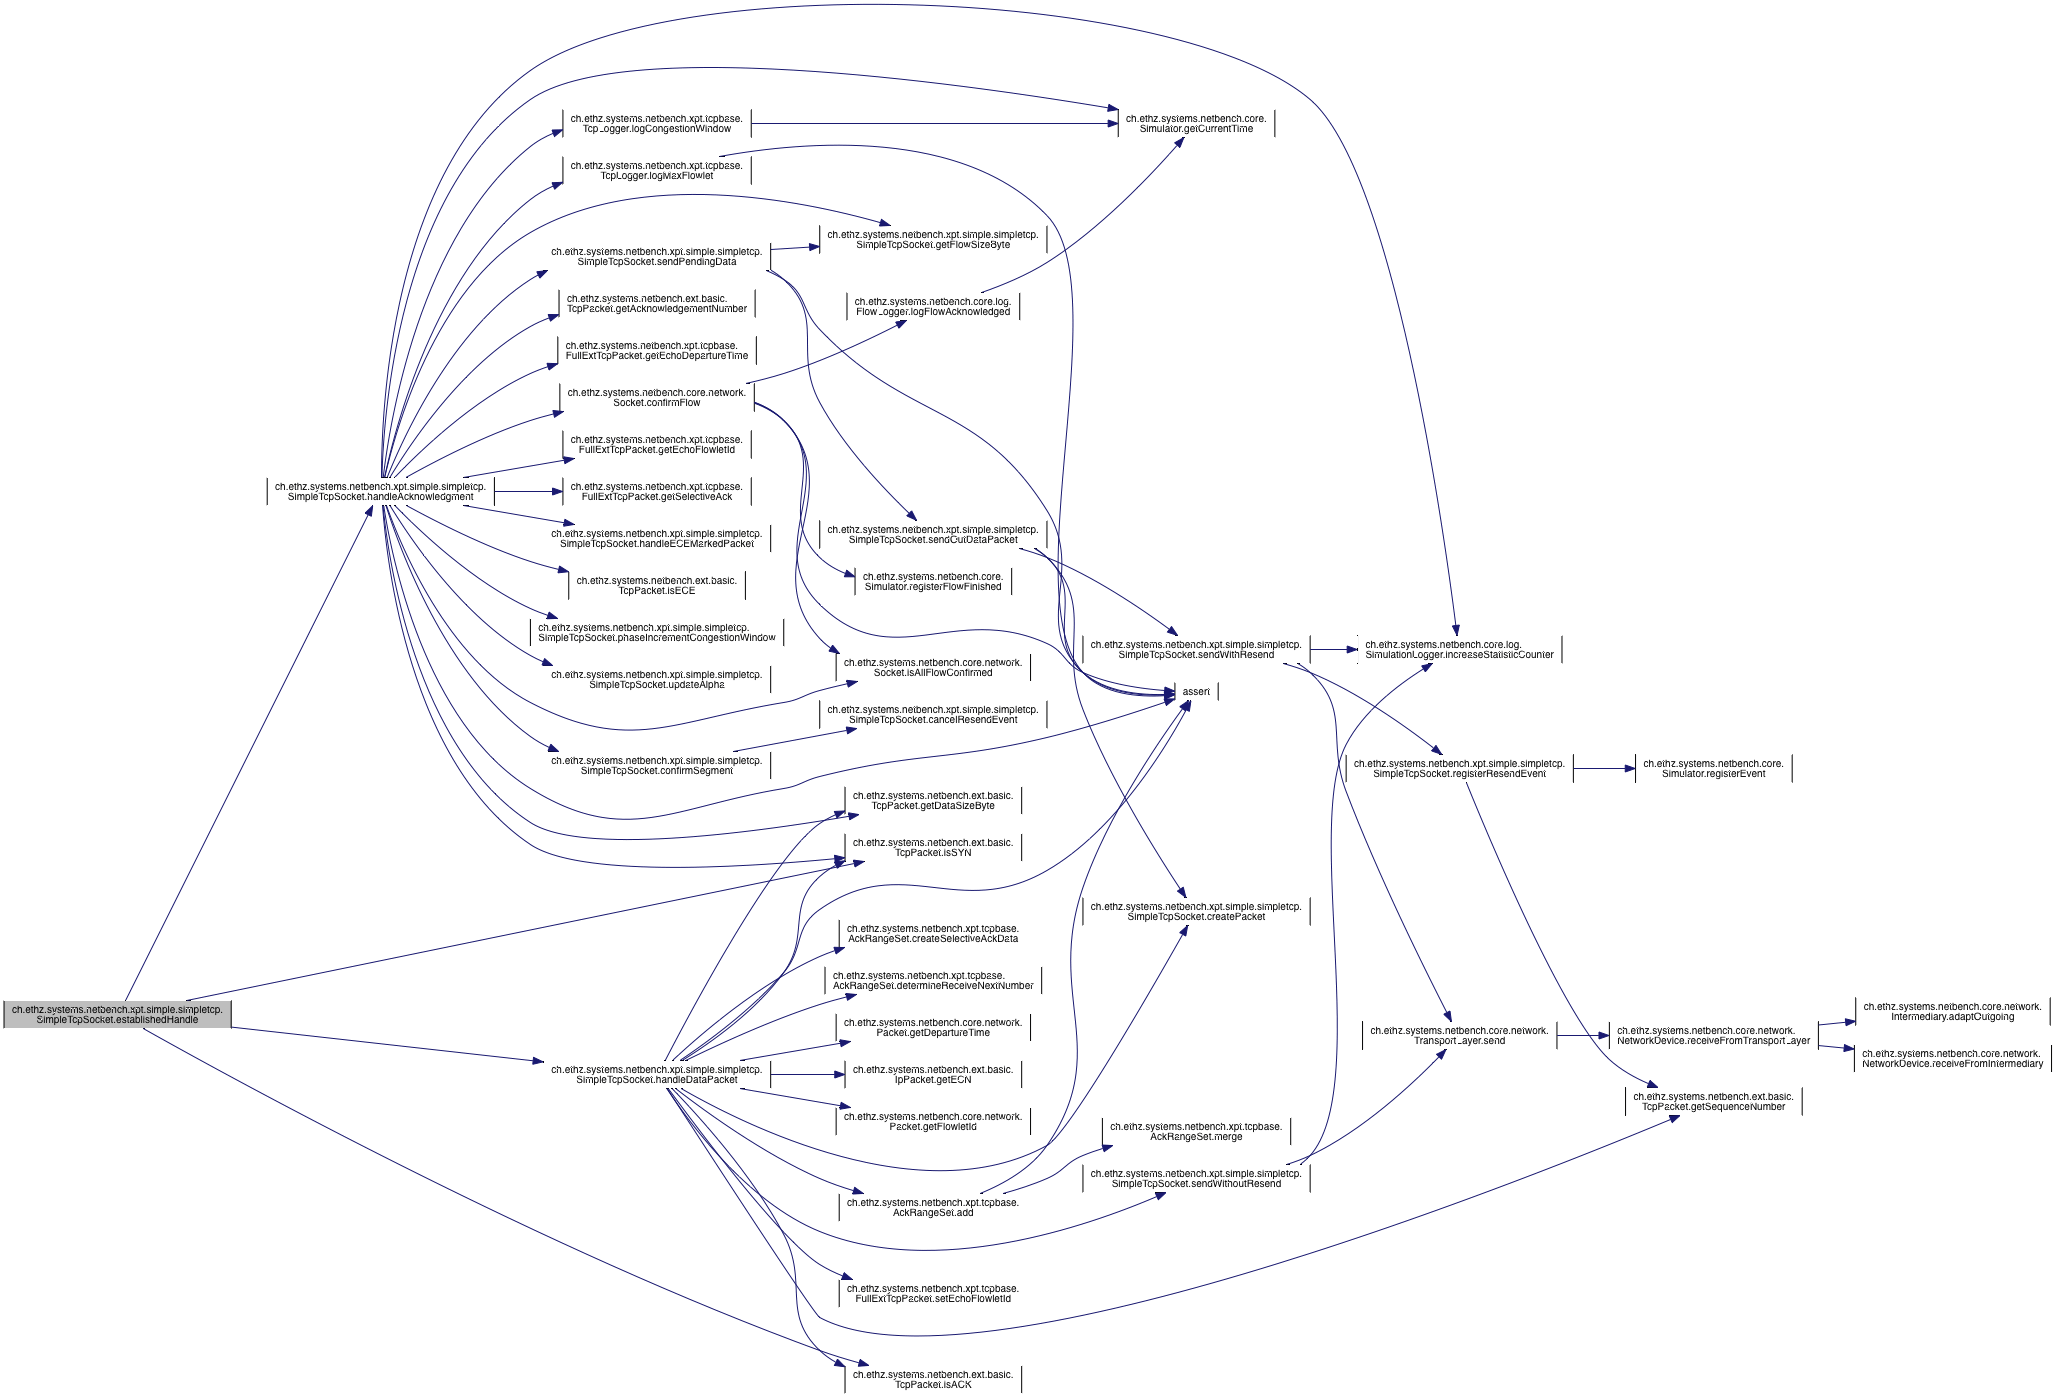 ch.ethz.systems.netbench.xpt.simple.simpletcp.
SimpleTcpSocket.establishedHandle
ch.ethz.systems.netbench.xpt.simple.simpletcp.
SimpleTcpSocket.handleAcknowledgment
ch.ethz.systems.netbench.xpt.tcpbase.
TcpLogger.logCongestionWindow
ch.ethz.systems.netbench.xpt.tcpbase.
TcpLogger.logMaxFlowlet
ch.ethz.systems.netbench.xpt.simple.simpletcp.
SimpleTcpSocket.sendPendingData
ch.ethz.systems.netbench.ext.basic.
TcpPacket.getAcknowledgementNumber
ch.ethz.systems.netbench.xpt.tcpbase.
FullExtTcpPacket.getEchoDepartureTime
ch.ethz.systems.netbench.core.network.
Socket.confirmFlow
ch.ethz.systems.netbench.xpt.tcpbase.
FullExtTcpPacket.getEchoFlowletId
ch.ethz.systems.netbench.xpt.tcpbase.
FullExtTcpPacket.getSelectiveAck
ch.ethz.systems.netbench.xpt.simple.simpletcp.
SimpleTcpSocket.handleECEMarkedPacket
ch.ethz.systems.netbench.ext.basic.
TcpPacket.isECE
ch.ethz.systems.netbench.xpt.simple.simpletcp.
SimpleTcpSocket.phaseIncrementCongestionWindow
ch.ethz.systems.netbench.xpt.simple.simpletcp.
SimpleTcpSocket.updateAlpha
ch.ethz.systems.netbench.xpt.simple.simpletcp.
SimpleTcpSocket.confirmSegment
ch.ethz.systems.netbench.xpt.simple.simpletcp.
SimpleTcpSocket.handleDataPacket
ch.ethz.systems.netbench.xpt.simple.simpletcp.
SimpleTcpSocket.getFlowSizeByte
ch.ethz.systems.netbench.core.log.
FlowLogger.logFlowAcknowledged
ch.ethz.systems.netbench.xpt.simple.simpletcp.
SimpleTcpSocket.sendOutDataPacket
ch.ethz.systems.netbench.core.
Simulator.registerFlowFinished
ch.ethz.systems.netbench.core.network.
Socket.isAllFlowConfirmed
ch.ethz.systems.netbench.xpt.simple.simpletcp.
SimpleTcpSocket.cancelResendEvent
ch.ethz.systems.netbench.ext.basic.
TcpPacket.getDataSizeByte
ch.ethz.systems.netbench.ext.basic.
TcpPacket.isSYN
ch.ethz.systems.netbench.xpt.tcpbase.
AckRangeSet.createSelectiveAckData
ch.ethz.systems.netbench.xpt.tcpbase.
AckRangeSet.determineReceiveNextNumber
ch.ethz.systems.netbench.core.network.
Packet.getDepartureTime
ch.ethz.systems.netbench.ext.basic.
IpPacket.getECN
ch.ethz.systems.netbench.core.network.
Packet.getFlowletId
ch.ethz.systems.netbench.xpt.tcpbase.
AckRangeSet.add
ch.ethz.systems.netbench.xpt.tcpbase.
FullExtTcpPacket.setEchoFlowletId
ch.ethz.systems.netbench.ext.basic.
TcpPacket.isACK
ch.ethz.systems.netbench.core.
Simulator.getCurrentTime
ch.ethz.systems.netbench.xpt.simple.simpletcp.
SimpleTcpSocket.sendWithResend
assert
ch.ethz.systems.netbench.xpt.simple.simpletcp.
SimpleTcpSocket.createPacket
ch.ethz.systems.netbench.xpt.tcpbase.
AckRangeSet.merge
ch.ethz.systems.netbench.xpt.simple.simpletcp.
SimpleTcpSocket.sendWithoutResend
ch.ethz.systems.netbench.core.log.
SimulationLogger.increaseStatisticCounter
ch.ethz.systems.netbench.xpt.simple.simpletcp.
SimpleTcpSocket.registerResendEvent
ch.ethz.systems.netbench.core.network.
TransportLayer.send
ch.ethz.systems.netbench.core.
Simulator.registerEvent
ch.ethz.systems.netbench.core.network.
NetworkDevice.receiveFromTransportLayer
ch.ethz.systems.netbench.ext.basic.
TcpPacket.getSequenceNumber
ch.ethz.systems.netbench.core.network.
Intermediary.adaptOutgoing
ch.ethz.systems.netbench.core.network.
NetworkDevice.receiveFromIntermediary